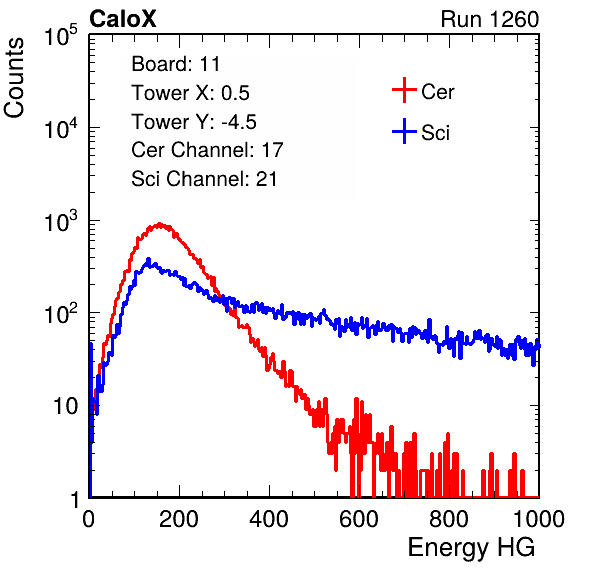 CaloX Run 1260
Counts
10^5
Board: 11
Tower X: 0.5
Tower Y: -4.5
Cer Channel: 17
Sci Channel: 21
Cer
Sci
10^4
10^3
10^2
10
1
0 200 400 600 800 1000
Energy HG